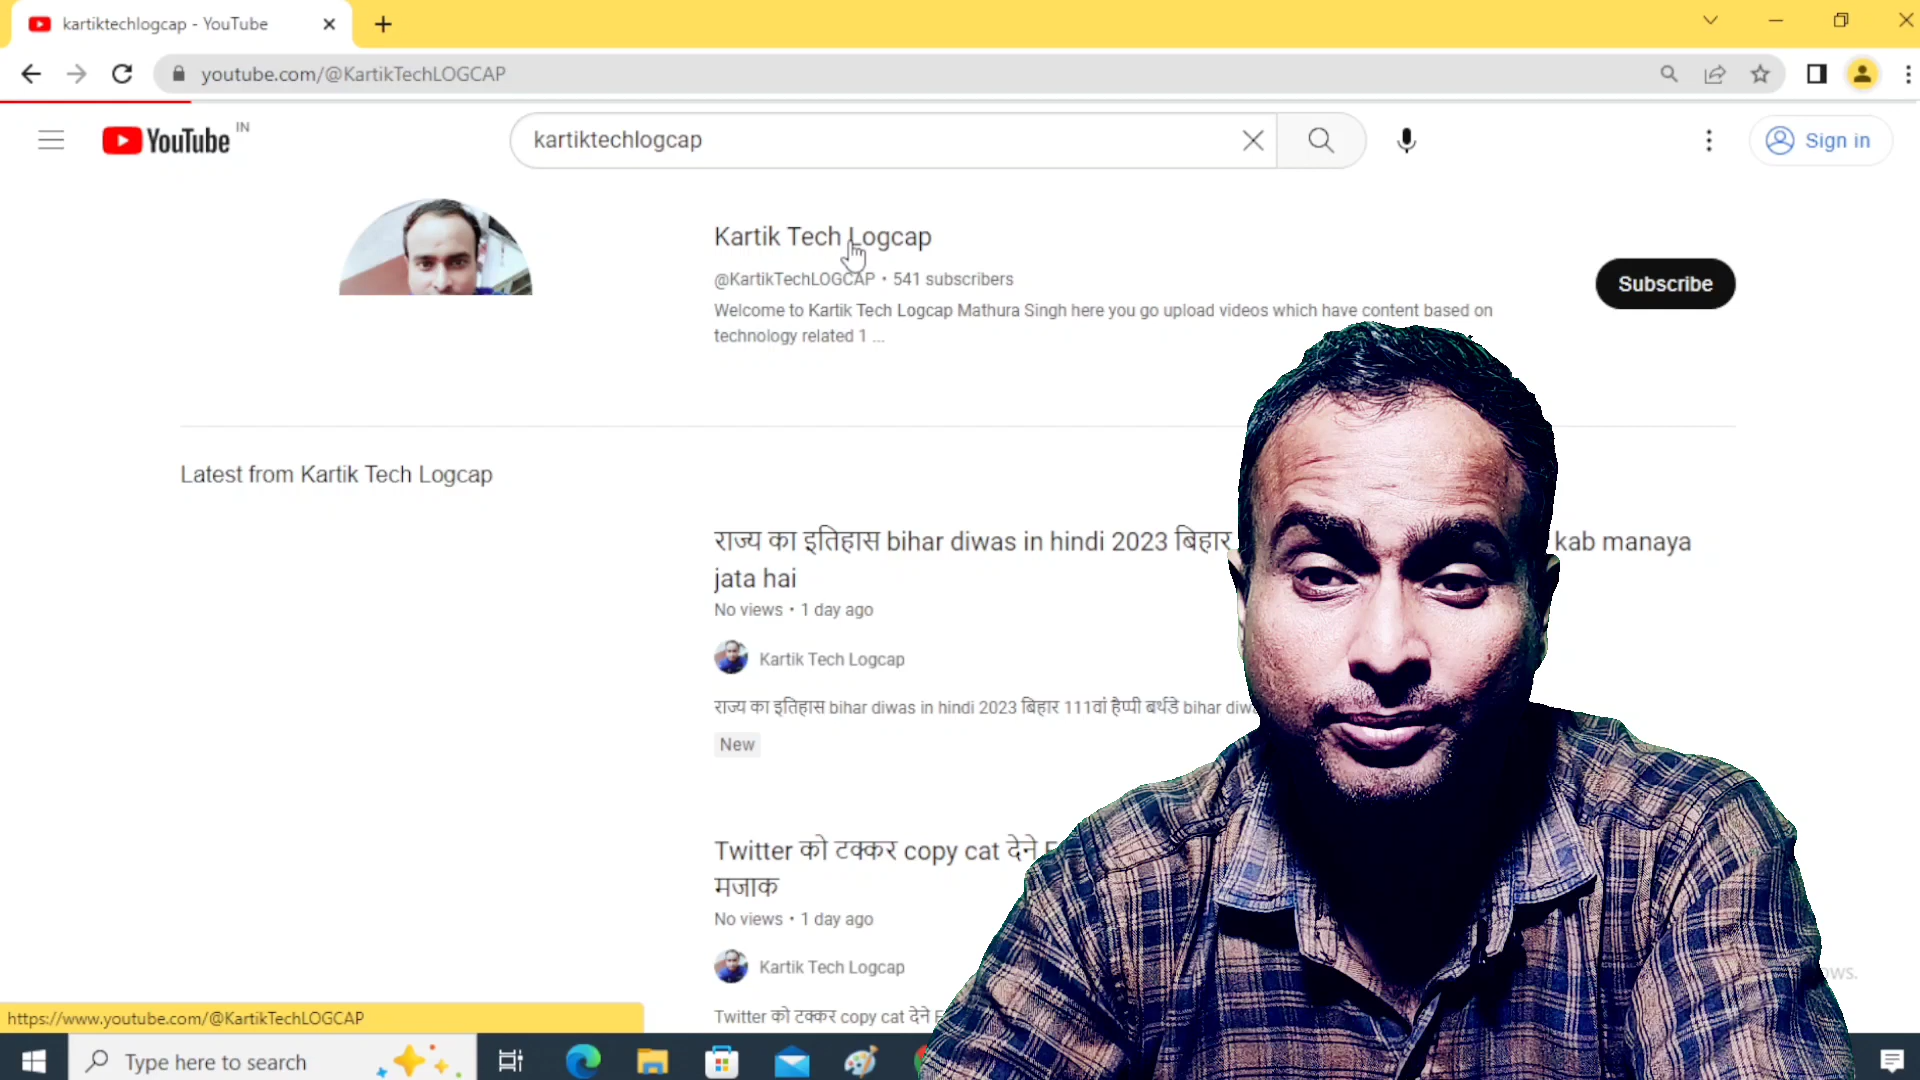 kartiktechlogcap - YouTube
youtube.com/@KartikTechLOGCAP
YouTube IN
kartiktechlogcap
Sign in
Kartik Tech Logcap
@KartikTechLOGCAP • 541 subscribers
Subscribe
Welcome to Kartik Tech Logcap Mathura Singh here you go upload videos which have content based on
technology related 1 ...
Latest from Kartik Tech Logcap
राज्य का इतिहास bihar diwas in hindi 2023 बिहार kab manaya
jata hai
No views • 1 day ago
Kartik Tech Logcap
राज्य का इतिहास bihar diwas in hindi 2023 बिहार 111वां हैप्पी बर्थडे bihar
New
Twitter को टक्कर copy cat देने
मजाक
No views • 1 day ago
Kartik Tech Logcap
Twitter को टक्कर copy cat देने
https://www.youtube.com/@KartikTechLOGCAP
Type here to search